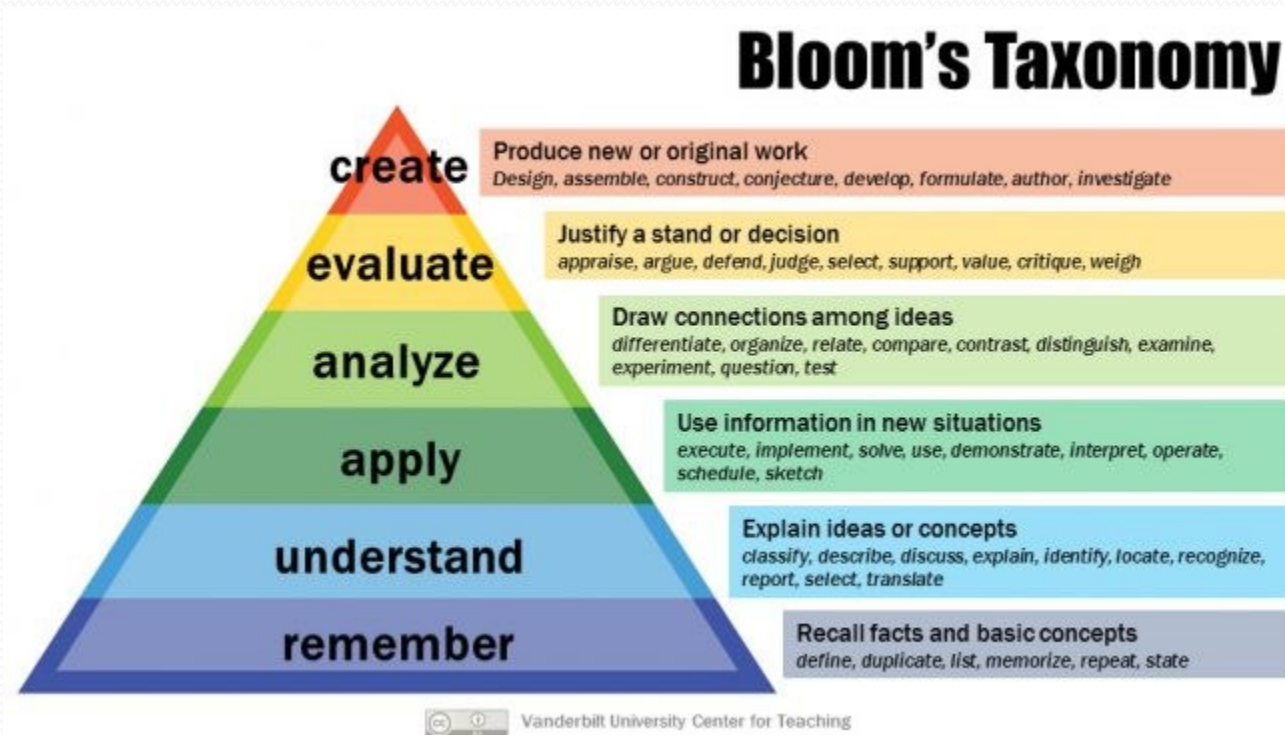 Bloom's Taxonomy
create
Produce new or original work
Design, assemble, construct, conjecture, develop, formulate, author, investigate
evaluate
Justify a stand or decision
appraise, argue, defend, judge, select, support, value, critique, weigh
analyze
Draw connections among ideas
differentiate, organize, relate, compare, contrast, distinguish, examine,
experiment, question, test
apply
Use information in new situations
execute, implement, solve, use, demonstrate, interpret, operate,
schedule, sketch
understand
Explain ideas or concepts
classify, describe, discuss, explain, identify, locate, recognize,
report, select, translate
remember
Recall facts and basic concepts
define, duplicate, list, memorize, repeat, state
cc
Vanderbilt University Center for Teaching